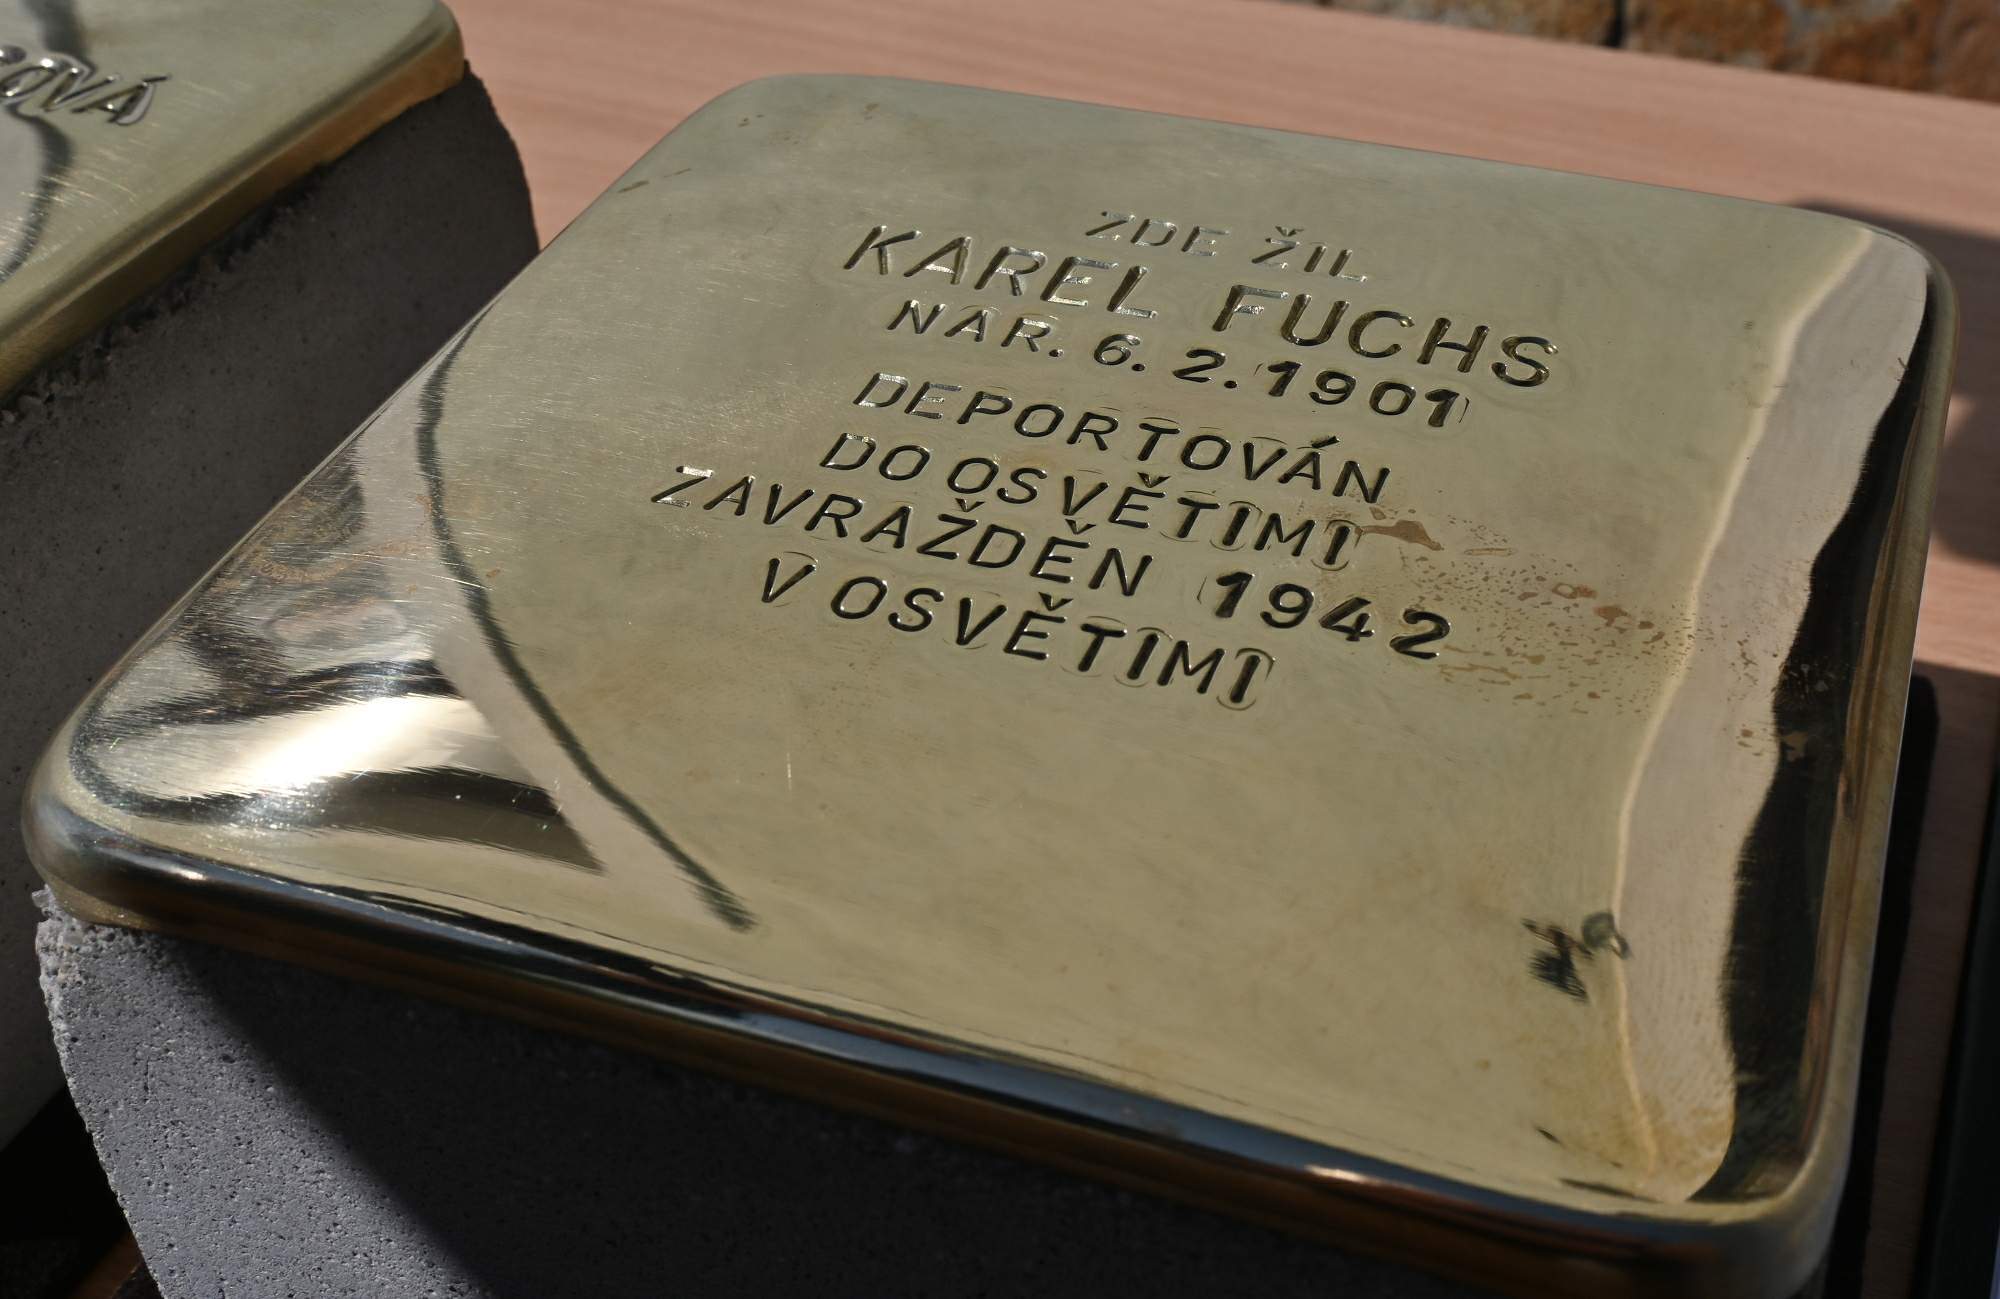 ZDE ŽIL
KAREL FUCHS
NAR. 6. 2. 1901
DEPORTOVÁN
DO OSVĚTIMI
ZAVRAŽDĚN 1942
V OSVĚTIMI